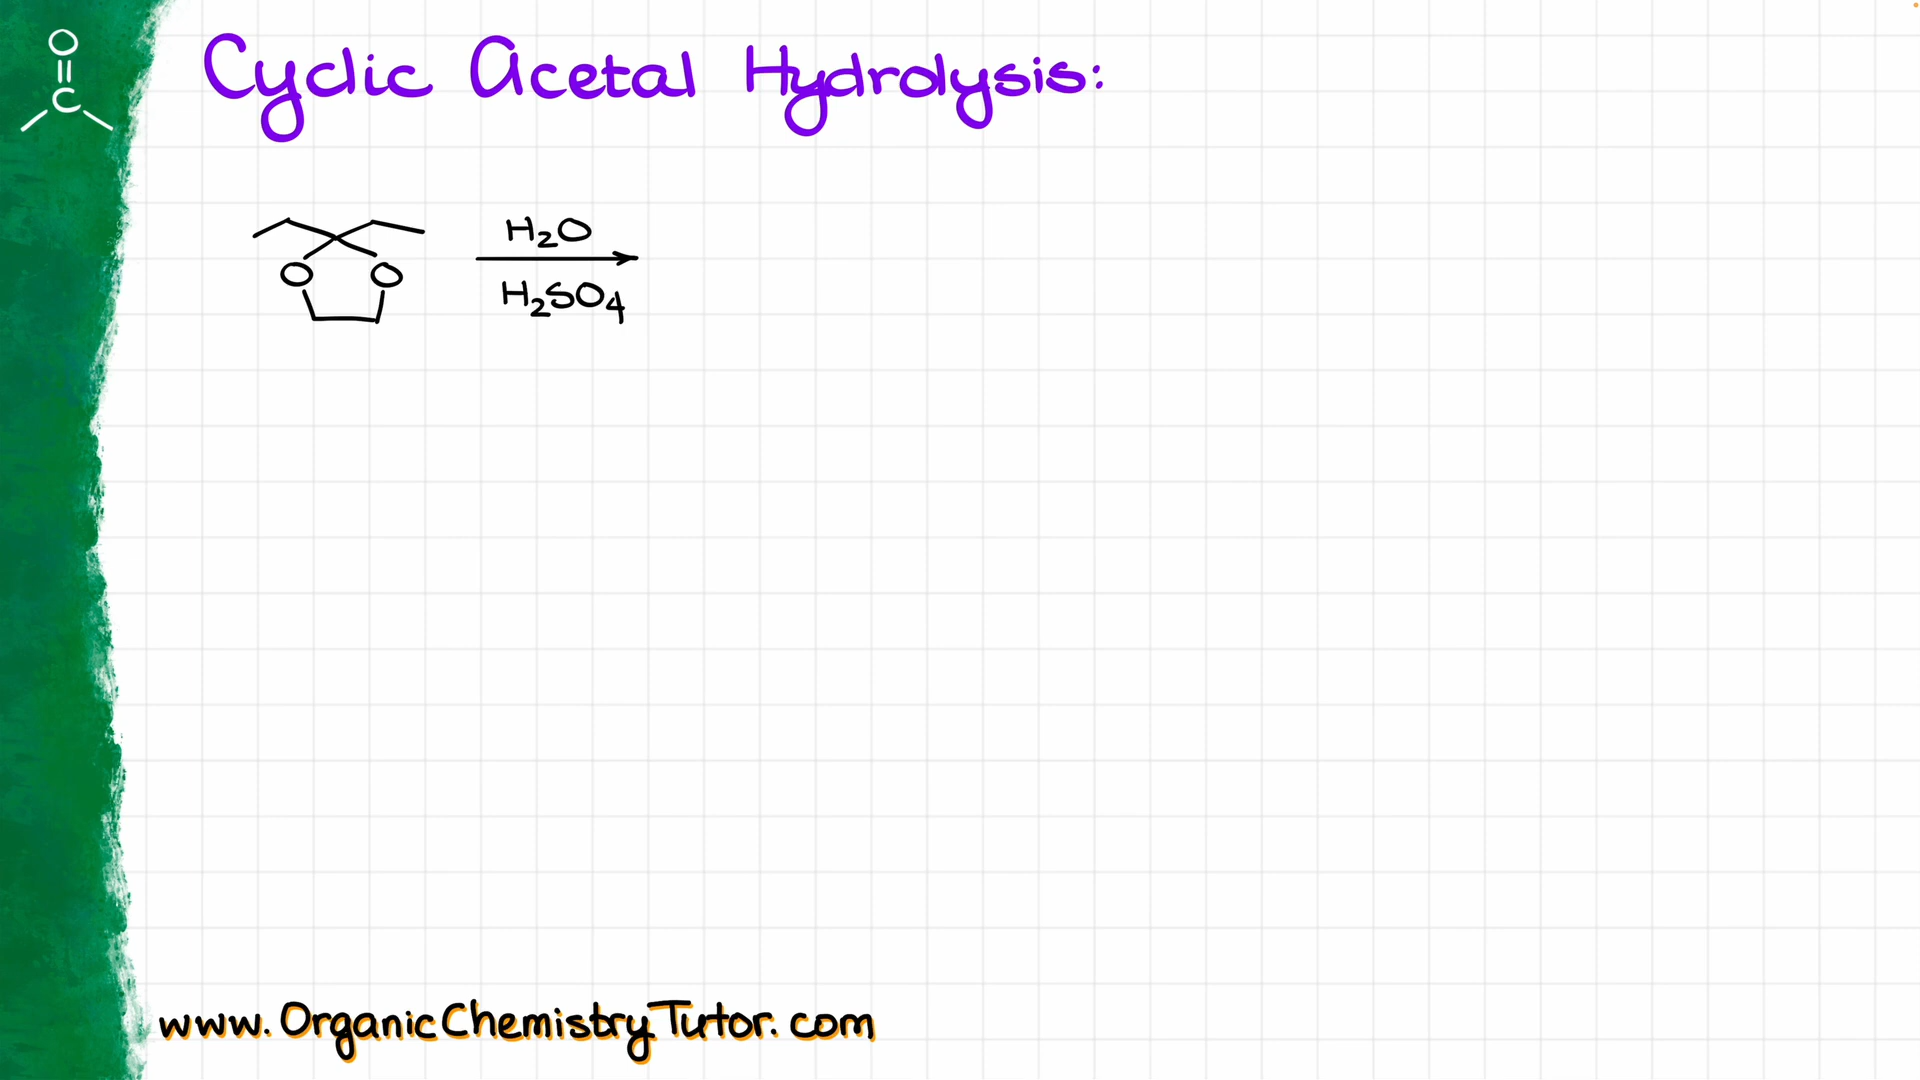 O
C
Cyclic Acetal Hydrolysis:
H₂O
O O
H₂SO₄
www.OrganicChemistryTutor.com